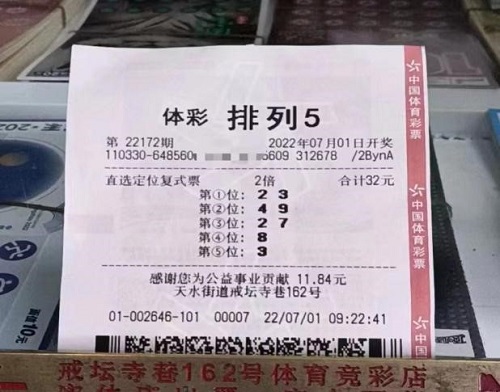 体彩 排列5
第 22172期 2022年07月01日开奖
110330-648560 5609 312678 /2BynA
直选定位复式票 2倍 合计32元
第①位: 2 3
第②位: 4 9
第③位: 2 7
第④位: 8
第⑤位: 3
感谢您为公益事业贡献 11.84元
天水街道戒坛寺巷162号
01-002646-101 00007 22/07/01 09:22:41
中国体育彩票
中国体育彩票
中国体
面值10元
戒坛寺巷162号体育竞彩店